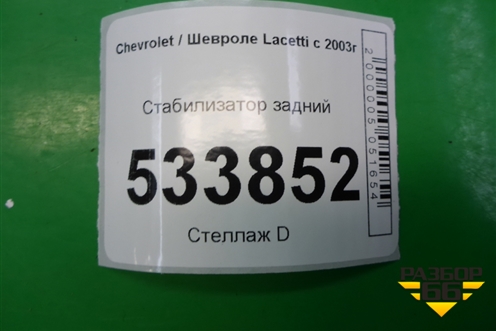 Chevrolet / Шевроле Lacetti с 2003г
Стабилизатор задний
533852
Стеллаж D
2000005051654
РАЗБОР
66